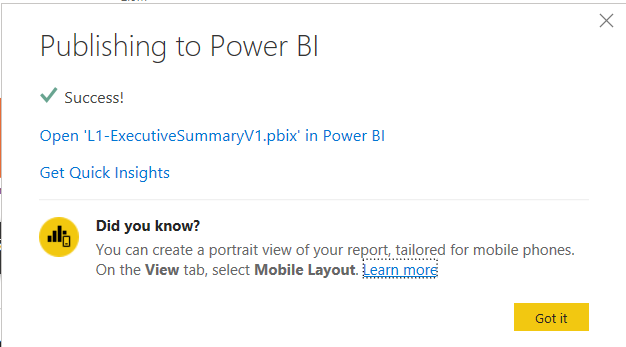 Publishing to Power BI
Success!
Open 'L1-ExecutiveSummaryV1.pbix' in Power BI
Get Quick Insights
Did you know?
You can create a portrait view of your report, tailored for mobile phones.
On the View tab, select Mobile Layout. Learn more
Got it